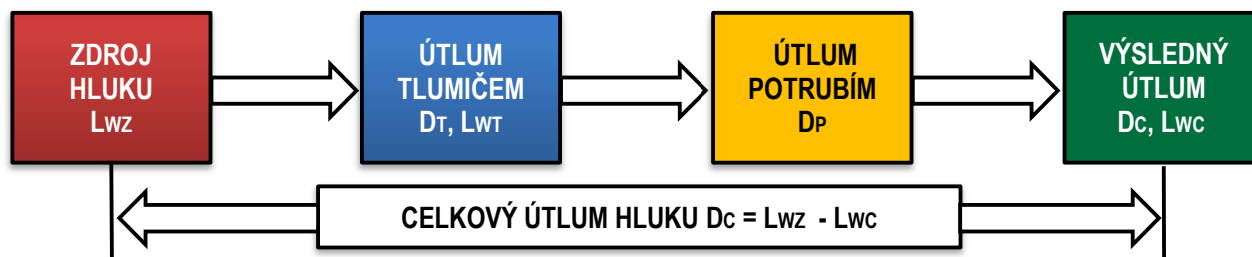 ZDROJ
HLUKU
LWZ
ÚTLUM
TLUMIČEM
DT, LWT
ÚTLUM
POTRUBÍM
DP
VÝSLEDNÝ
ÚTLUM
DC, LWC
CELKOVÝ ÚTLUM HLUKU DC = LWZ - LWC